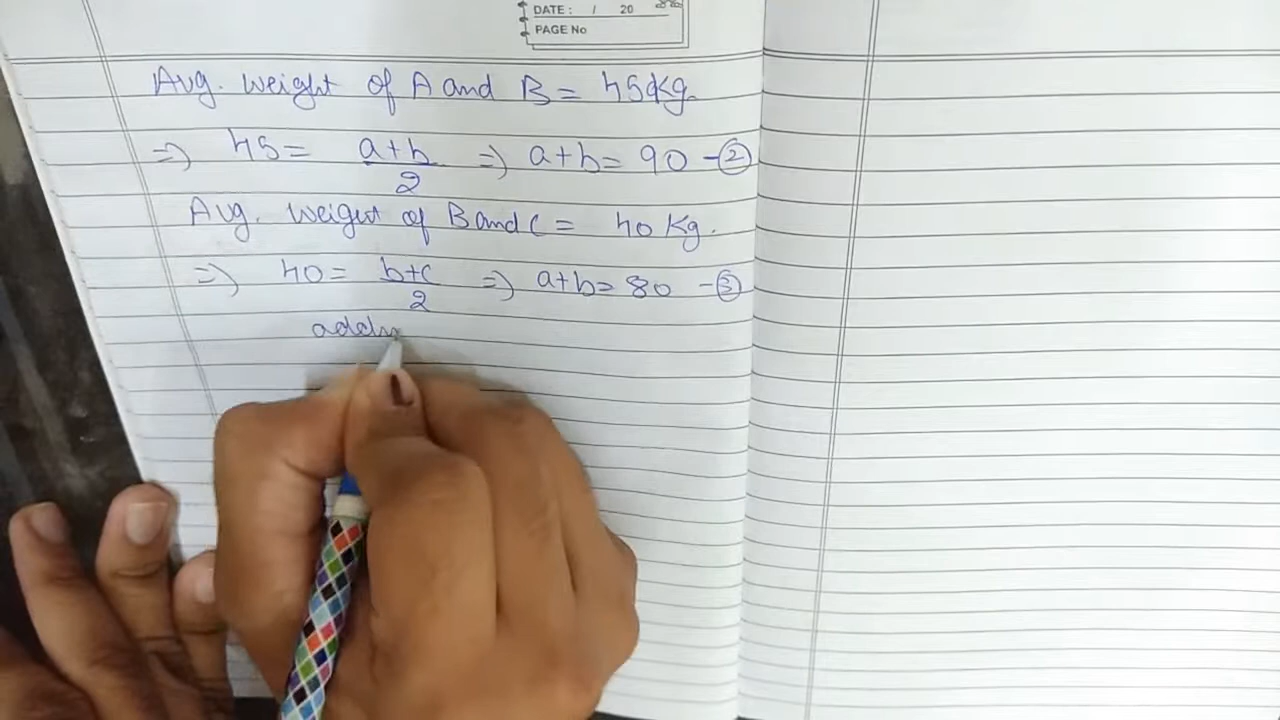 DATE: / 20
PAGE No
Avg. Weight of A and B = 45Kg.
=> 45 = a+b/2 => a+b = 90 -②
Avg. Weight of B and C = 40 Kg.
=> 40 = b+c/2 => a+b = 80 -③